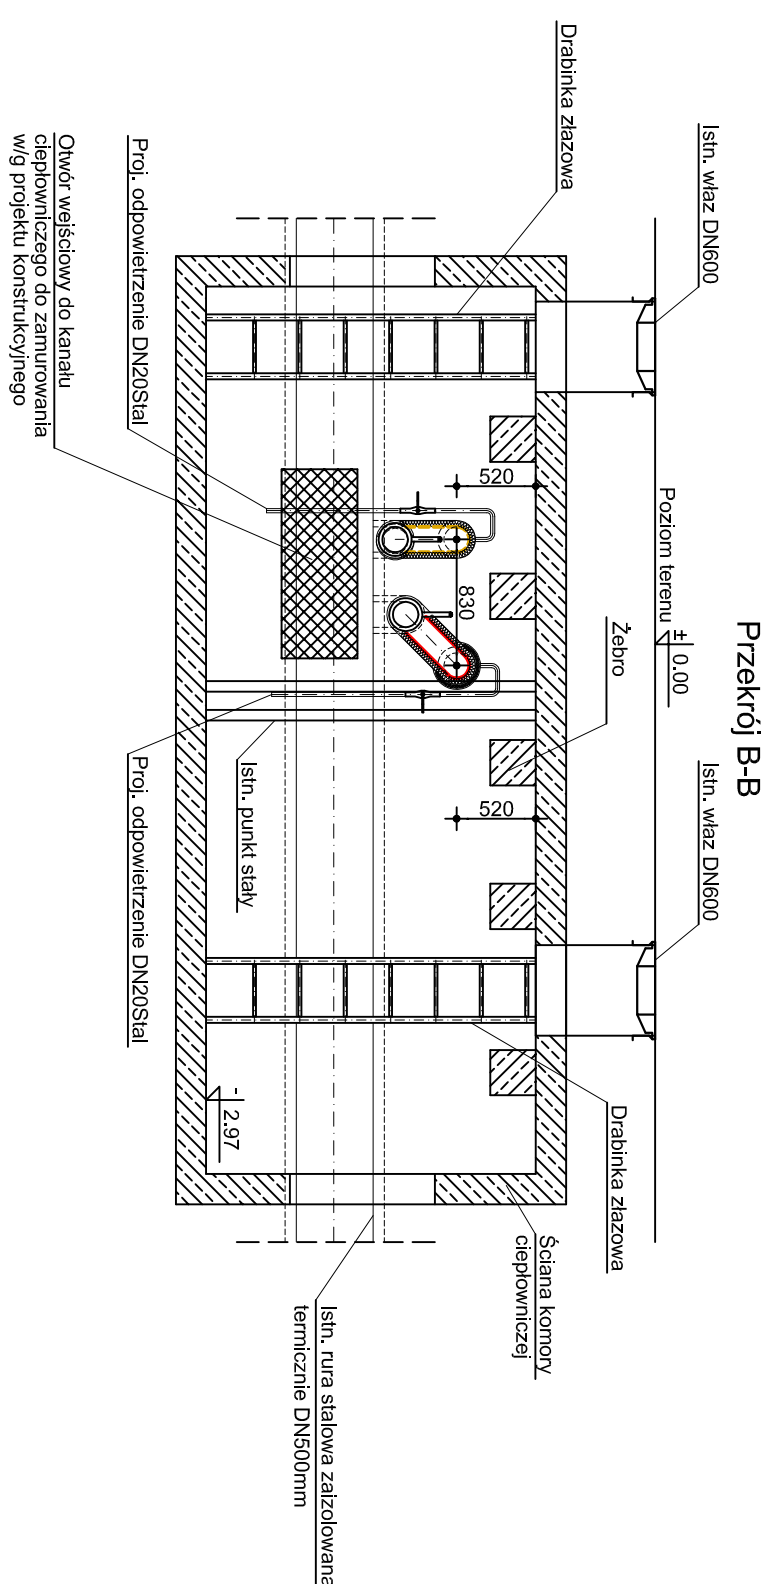 Przekrój B-B
Istn. właz DN600
Poziom terenu
±
0.00
Istn. właz DN600
Drabinka złazowa
Żebro
Drabinka złazowa
520
830
520
Ściana komory
ciepłowniczej
Istn. punkt stały
-
2.97
Istn. rura stalowa zaizolowana
termicznie DN500mm
Proj. odpowietrzenie DN20Stal
Proj. odpowietrzenie DN20Stal
Otwór wejściowy do kanału
ciepłowniczego do zamurowania
w/g projektu konstrukcyjnego